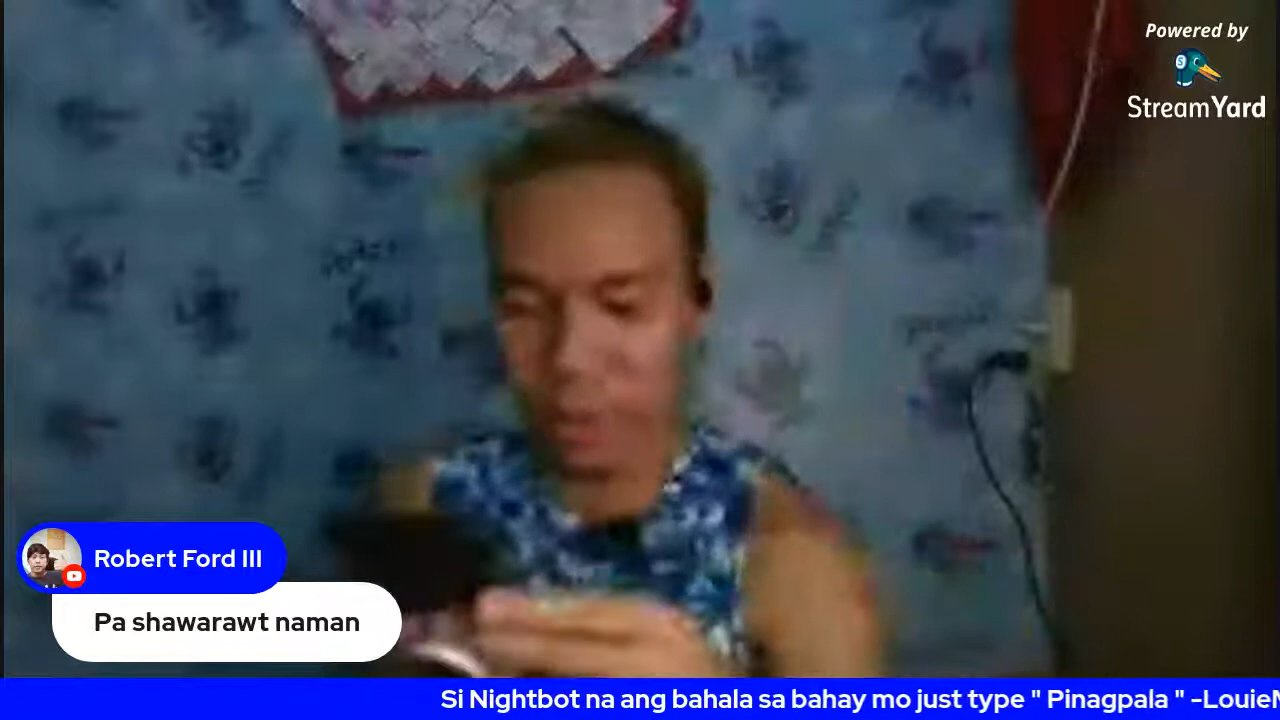 Powered by
StreamYard
Robert Ford III
Pa shawarawt naman
Si Nightbot na ang bahala sa bahay mo just type " Pinagpala " -LouieM